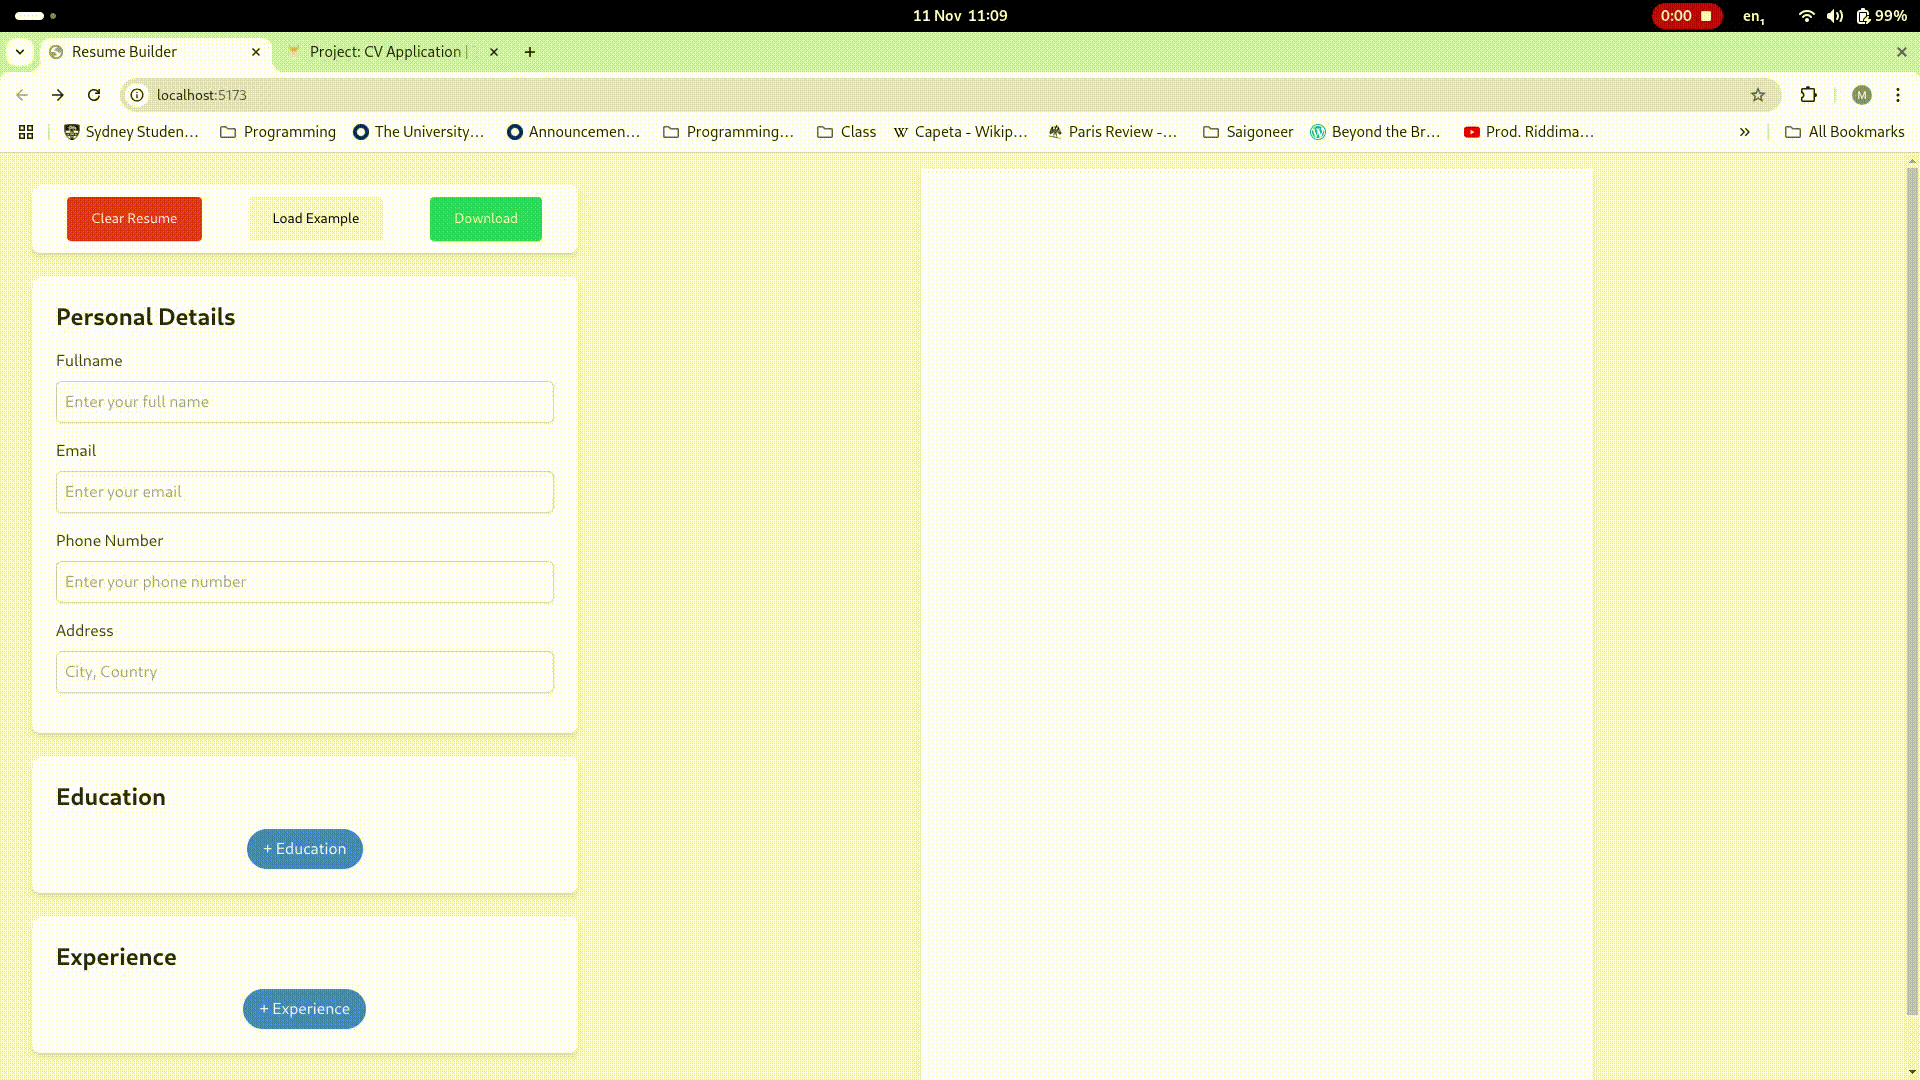 11 Nov 11:09
0:00
en1
99%
Resume Builder
Project: CV Application |
localhost:5173
M
Sydney Studen...
Programming
The University...
Announcemen...
Programming...
Class
Capeta - Wikip...
Paris Review -...
Saigoneer
Beyond the Br...
Prod. Riddima...
All Bookmarks
Clear Resume
Load Example
Download
Personal Details
Fullname
Enter your full name
Email
Enter your email
Phone Number
Enter your phone number
Address
City, Country
Education
+ Education
Experience
+ Experience